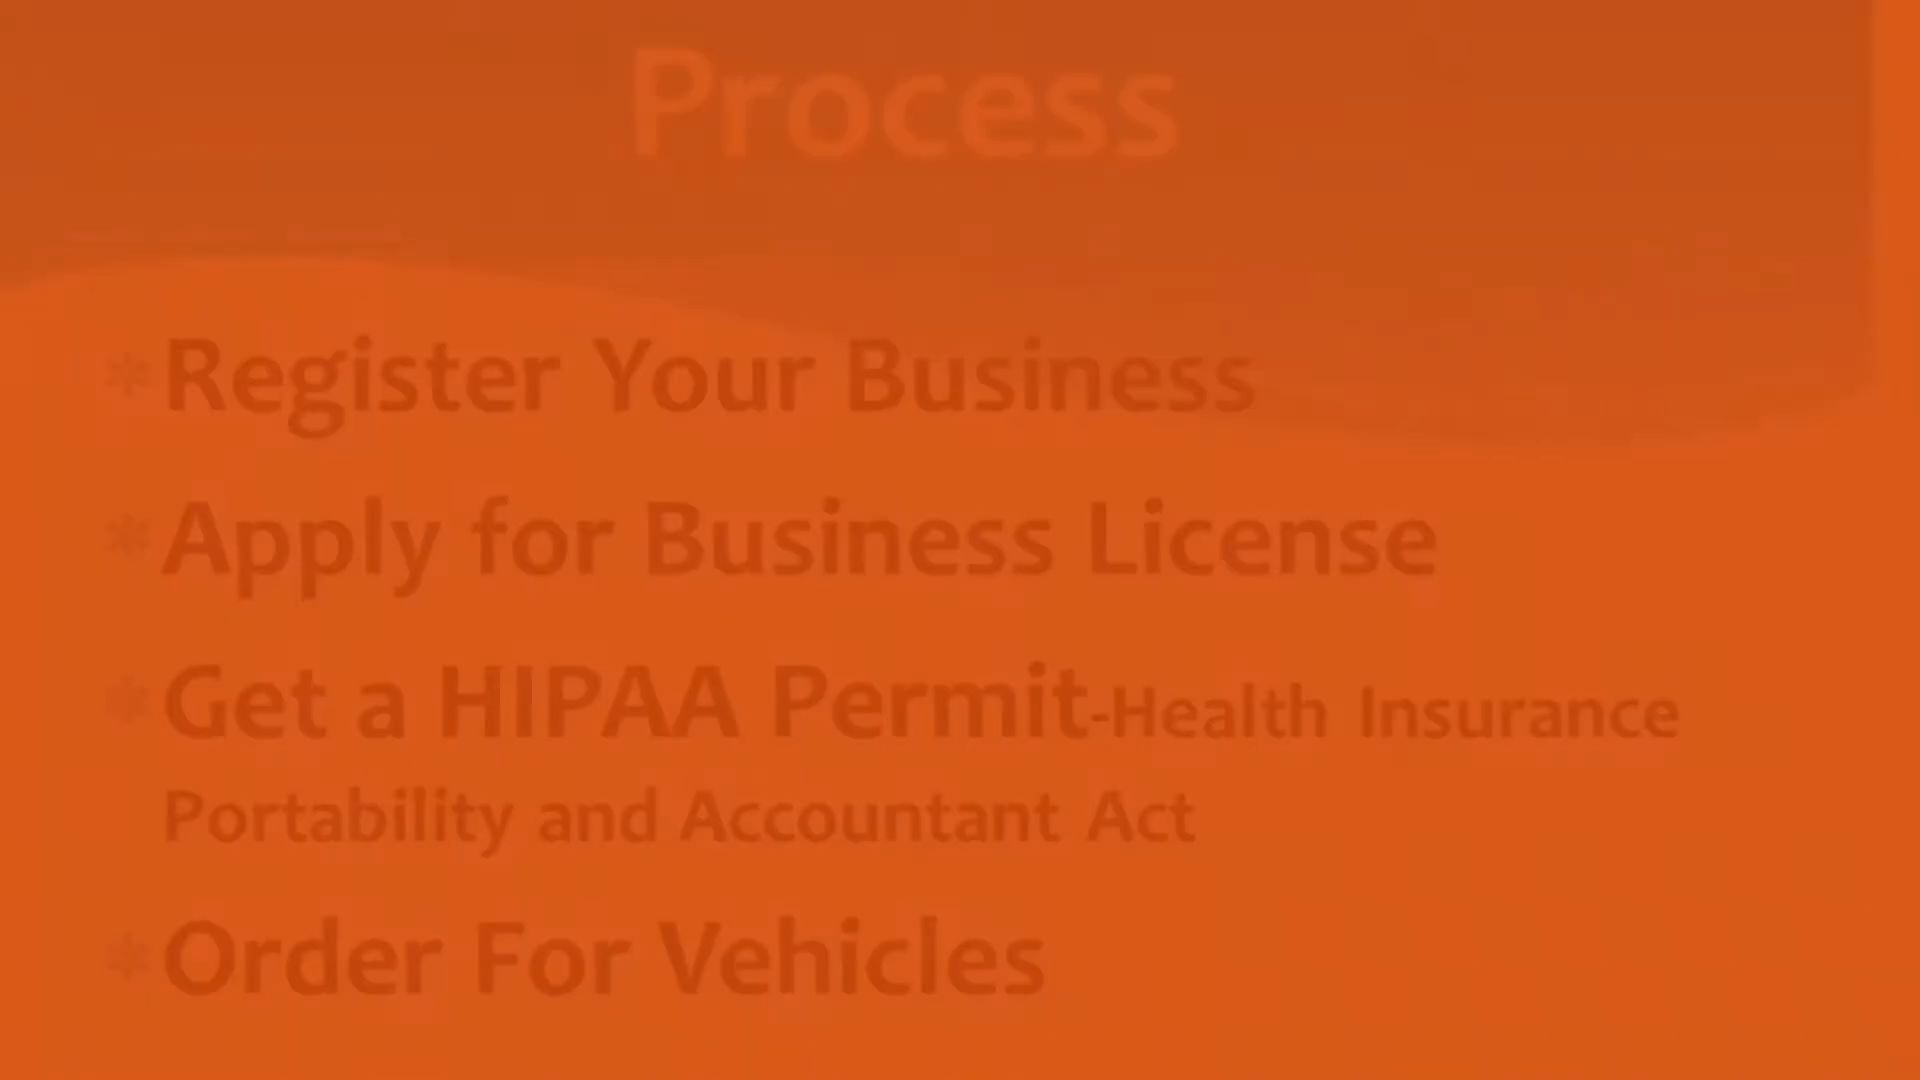 Process
* Register Your Business
* Apply for Business License
* Get a HIPAA Permit-Health Insurance
Portability and Accountant Act
* Order For Vehicles